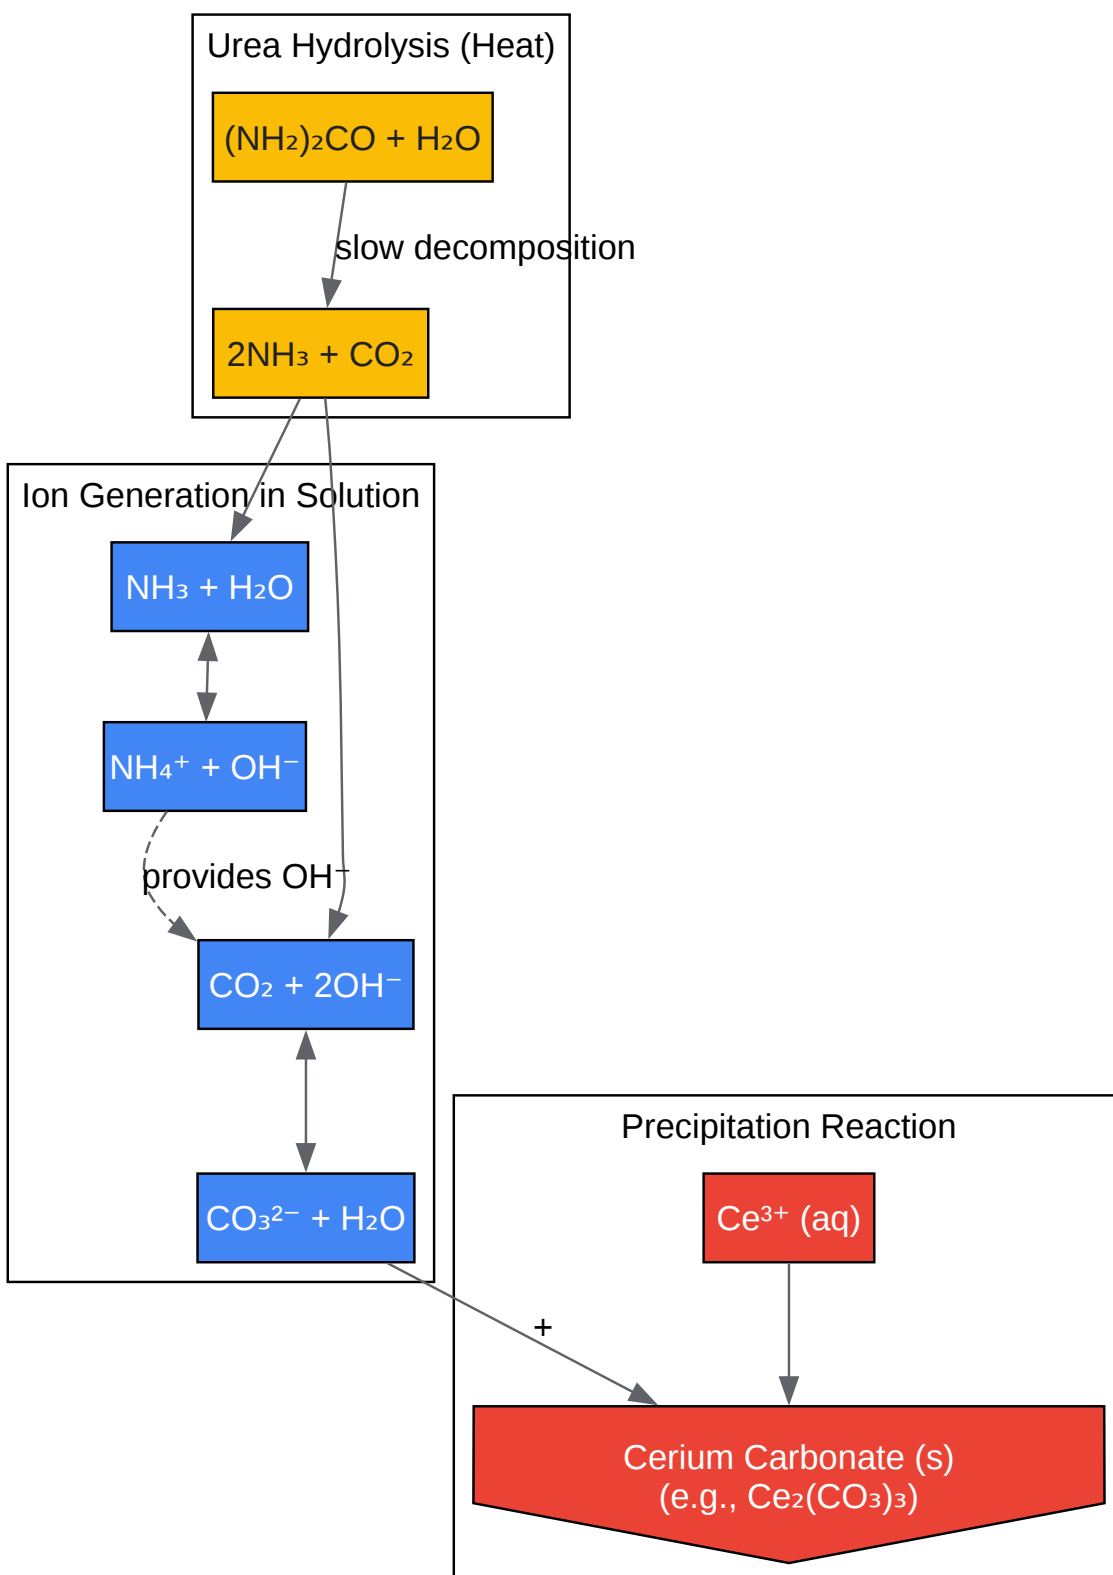 Urea Hydrolysis (Heat)
(NH₂)₂CO + H₂O
slow decomposition
2NH₃ + CO₂
Ion Generation in Solution
NH₃ + H₂O
NH₄⁺ + OH⁻
provides OH⁻
CO₂ + 2OH⁻
CO₃²⁻ + H₂O
Precipitation Reaction
Ce³⁺ (aq)
+
Cerium Carbonate (s)
(e.g., Ce₂(CO₃)₃)